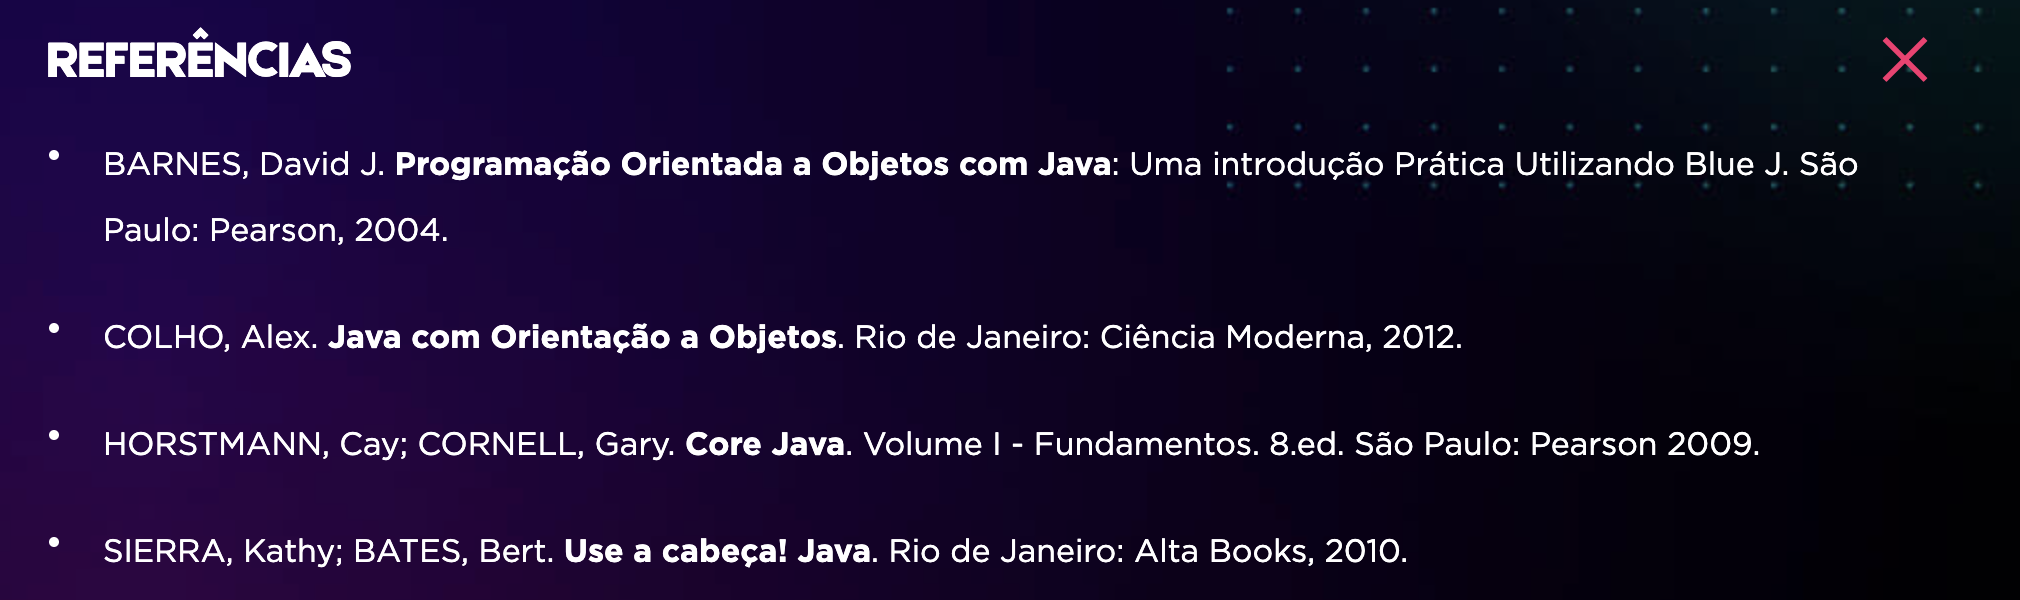 REFERÊNCIAS
• BARNES, David J. Programação Orientada a Objetos com Java: Uma introdução Prática Utilizando Blue J. São
Paulo: Pearson, 2004.
• COLHO, Alex. Java com Orientação a Objetos. Rio de Janeiro: Ciência Moderna, 2012.
• HORSTMANN, Cay; CORNELL, Gary. Core Java. Volume I - Fundamentos. 8.ed. São Paulo: Pearson 2009.
• SIERRA, Kathy; BATES, Bert. Use a cabeça! Java. Rio de Janeiro: Alta Books, 2010.